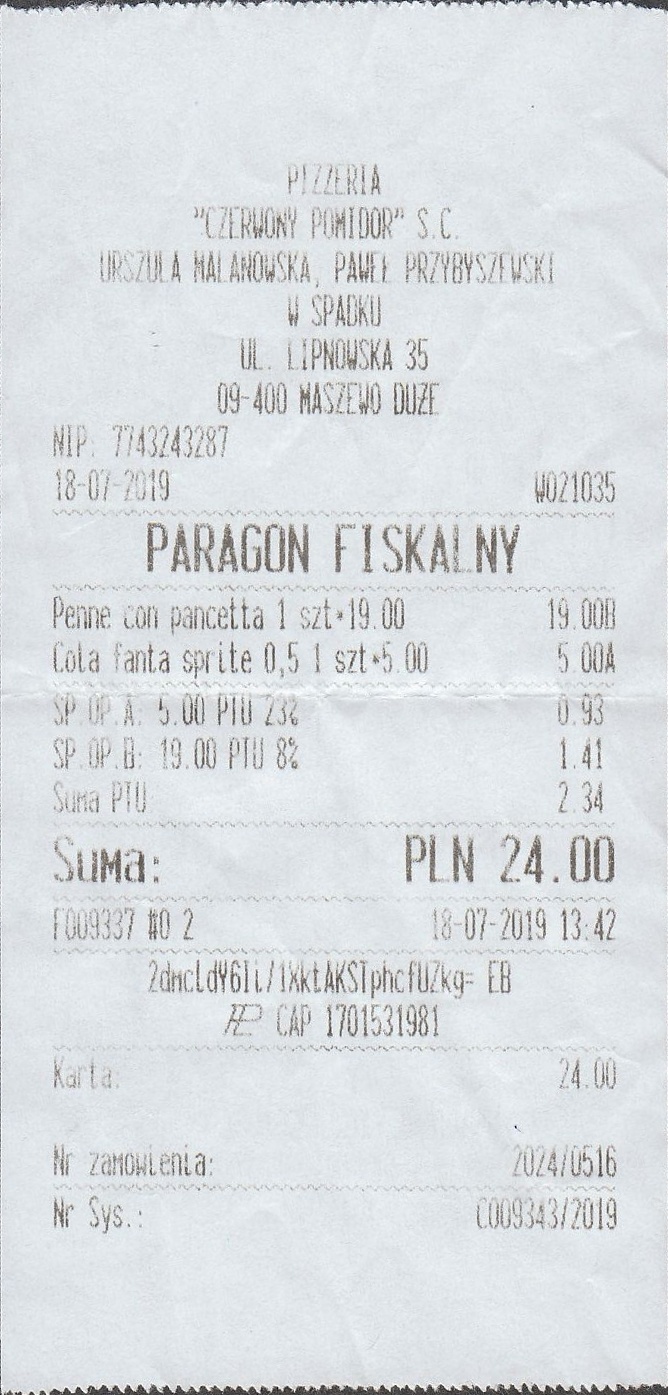 PIZZERIA
"CZERWONY POMIDOR" S.C.
URSZULA MALANOWSKA, PAWEŁ PRZYBYSZEWSKI
W SPADKU
UL. LIPNOWSKA 35
09-400 MASZEWO DUŻE
NIP: 7743243287
18-07-2019 W021035
PARAGON FISKALNY
Penne con pancetta 1 szt*19.00 19.00B
Cola fanta sprite 0,5 1 szt*5.00 5.00A
SP.OP.A: 5.00 PTU 23% 0.93
SP.OP.B: 19.00 PTU 8% 1.41
Suma PTU 2.34
Suma: PLN 24.00
F009337 #0 2 18-07-2019 13:42
EB
CAP 1701531981
Karta: 24.00
Nr zamowienia: 2024/0516
Nr Sys.: C009343/2019